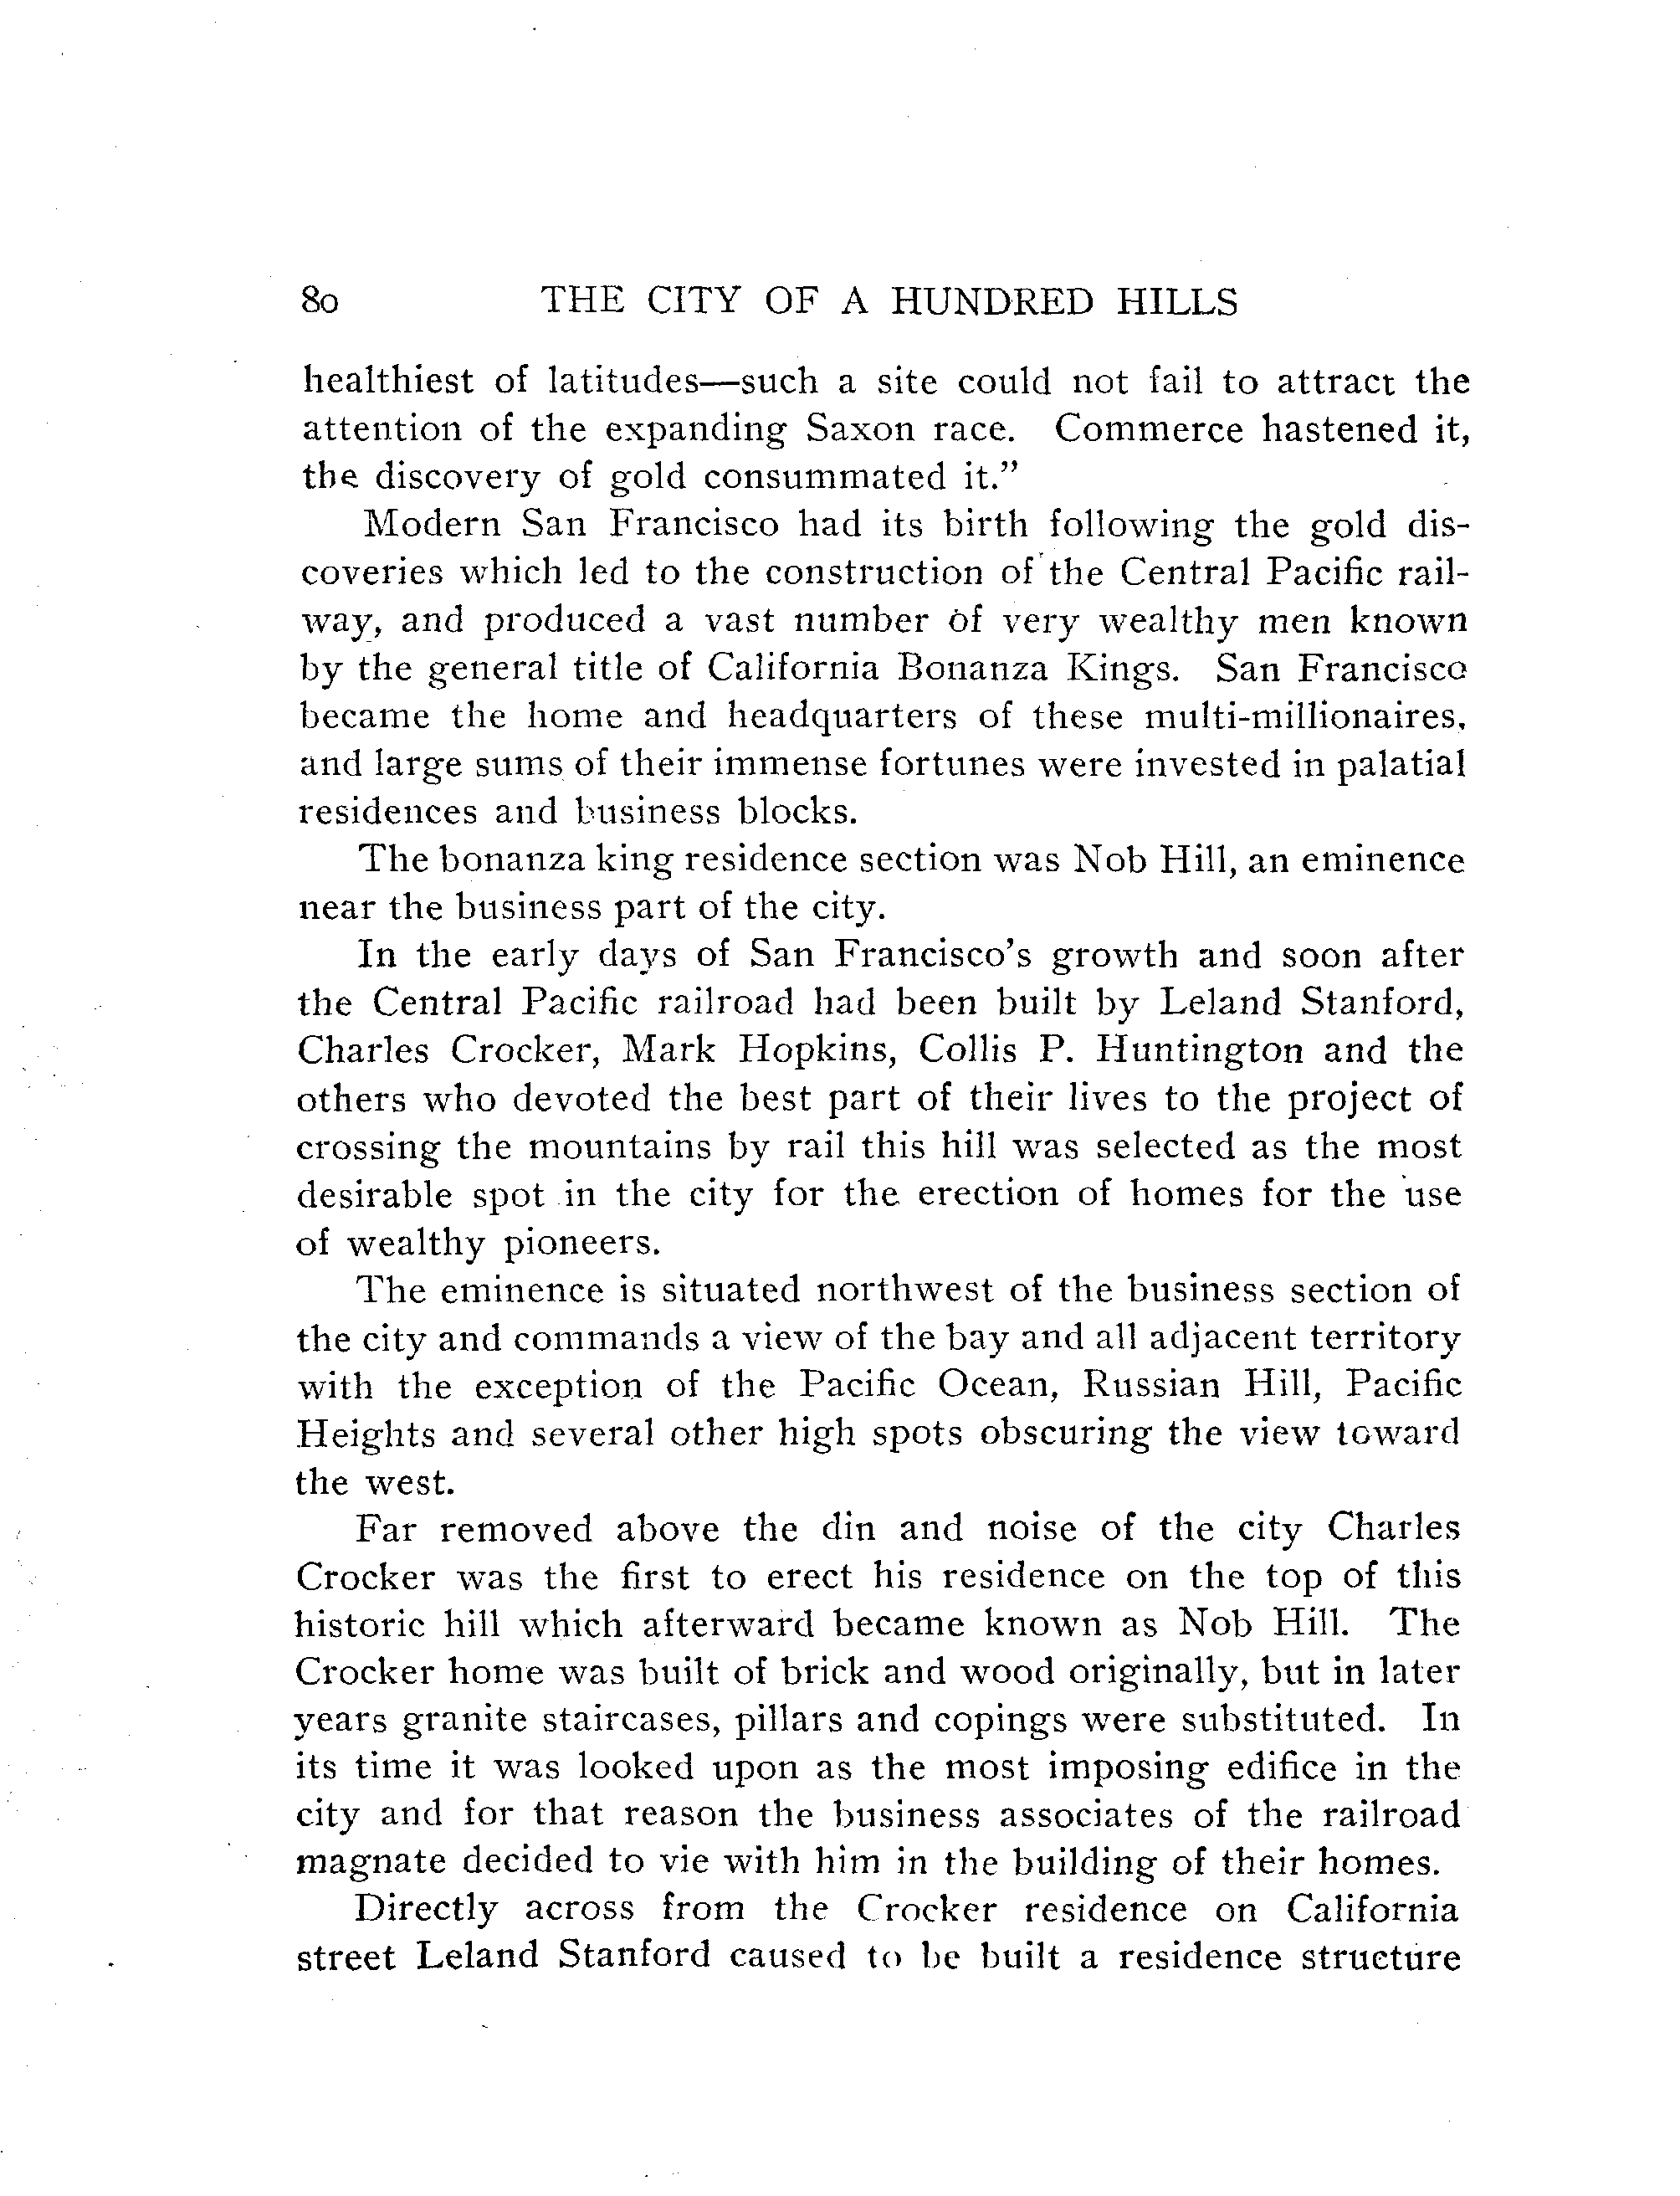 80 THE CITY OF A HUNDRED HILLS
healthiest of latitudes—such a site could not fail to attract the
attention of the expanding Saxon race. Commerce hastened it,
the discovery of gold consummated it."
Modern San Francisco had its birth following the gold dis-
coveries which led to the construction of the Central Pacific rail-
way, and produced a vast number of very wealthy men known
by the general title of California Bonanza Kings. San Francisco
became the home and headquarters of these multi-millionaires,
and large sums of their immense fortunes were invested in palatial
residences and business blocks.
The bonanza king residence section was Nob Hill, an eminence
near the business part of the city.
In the early days of San Francisco's growth and soon after
the Central Pacific railroad had been built by Leland Stanford,
Charles Crocker, Mark Hopkins, Collis P. Huntington and the
others who devoted the best part of their lives to the project of
crossing the mountains by rail this hill was selected as the most
desirable spot in the city for the erection of homes for the use
of wealthy pioneers.
The eminence is situated northwest of the business section of
the city and commands a view of the bay and all adjacent territory
with the exception of the Pacific Ocean, Russian Hill, Pacific
Heights and several other high spots obscuring the view toward
the west.
Far removed above the din and noise of the city Charles
Crocker was the first to erect his residence on the top of this
historic hill which afterward became known as Nob Hill. The
Crocker home was built of brick and wood originally, but in later
years granite staircases, pillars and copings were substituted. In
its time it was looked upon as the most imposing edifice in the
city and for that reason the business associates of the railroad
magnate decided to vie with him in the building of their homes.
Directly across from the Crocker residence on California
street Leland Stanford caused to be built a residence structure